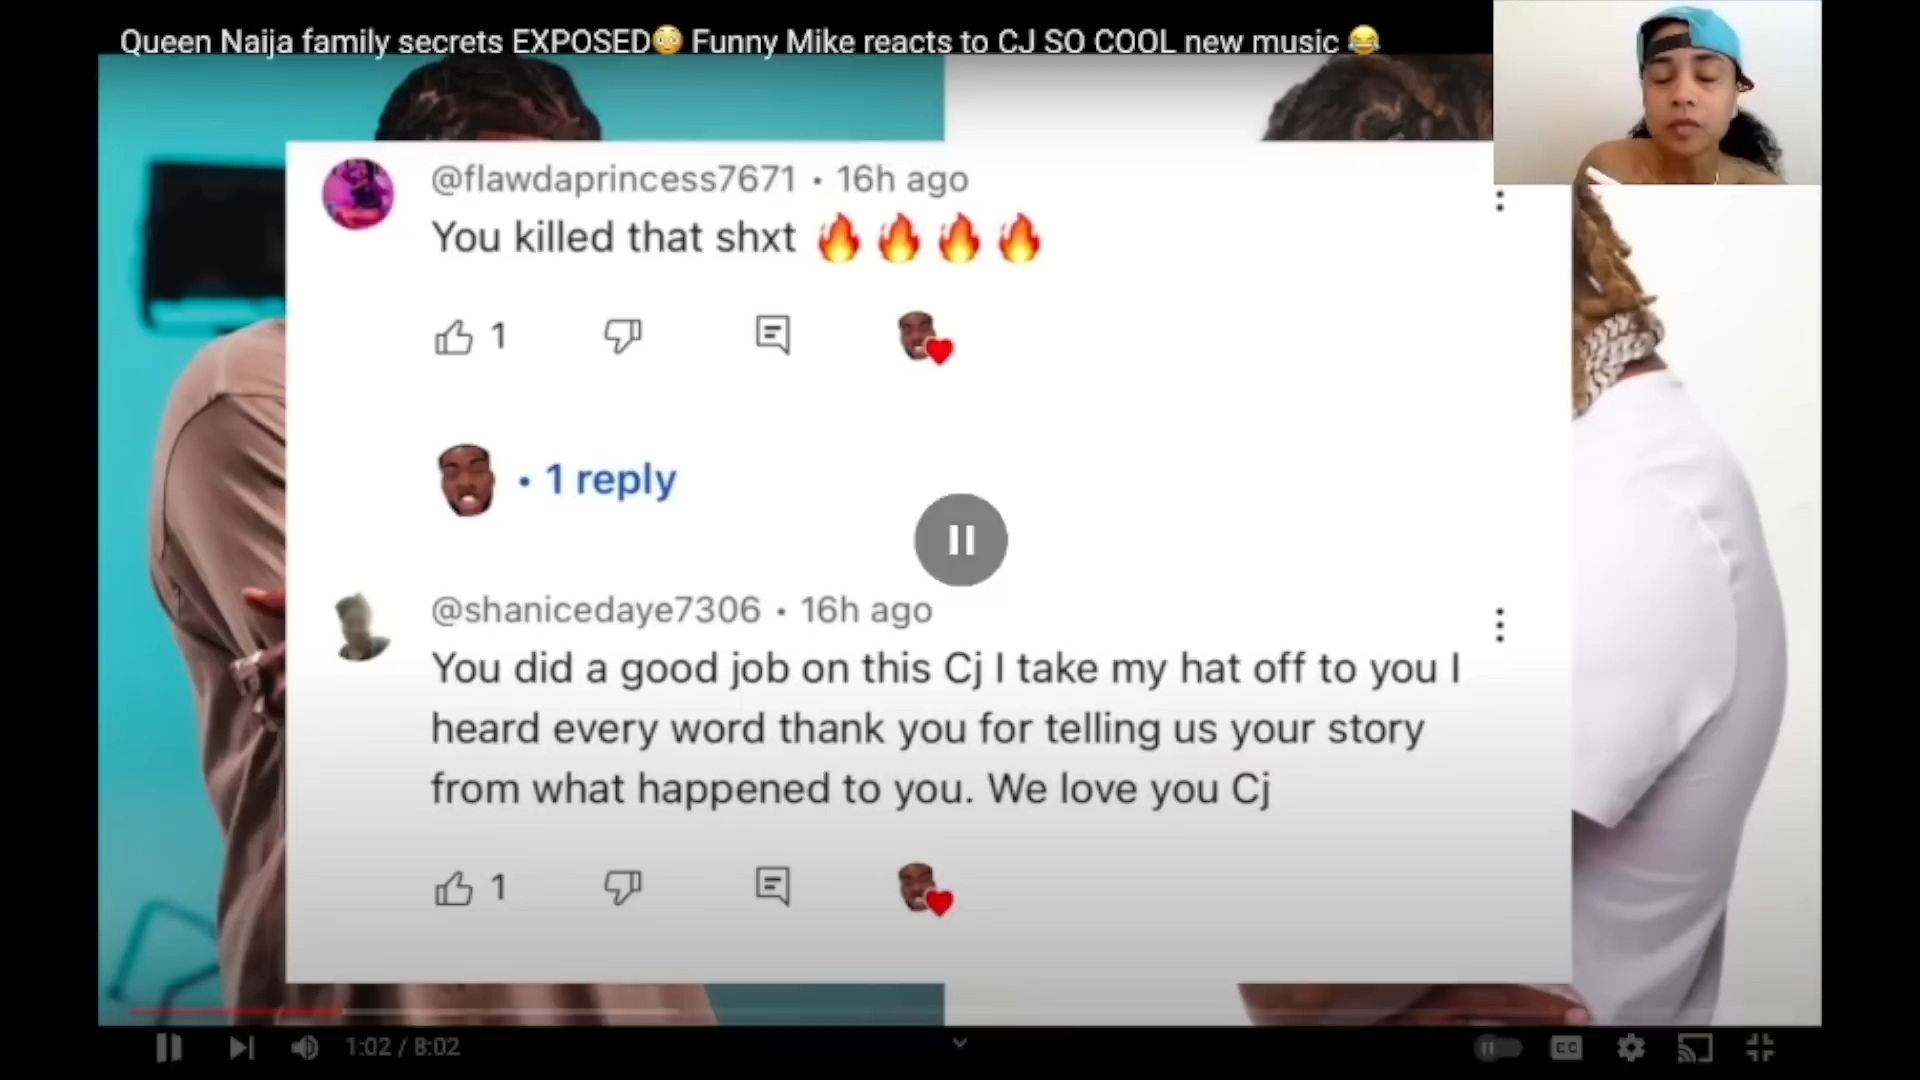 Queen Naija family secrets EXPOSED😳 Funny Mike reacts to CJ SO COOL new music 😂
@flawdaprincess7671 • 16h ago
You killed that shxt 🔥🔥🔥🔥
1
• 1 reply
@shanicedaye7306 • 16h ago
You did a good job on this Cj I take my hat off to you I
heard every word thank you for telling us your story
from what happened to you. We love you Cj
1
1:02 / 8:02
CC